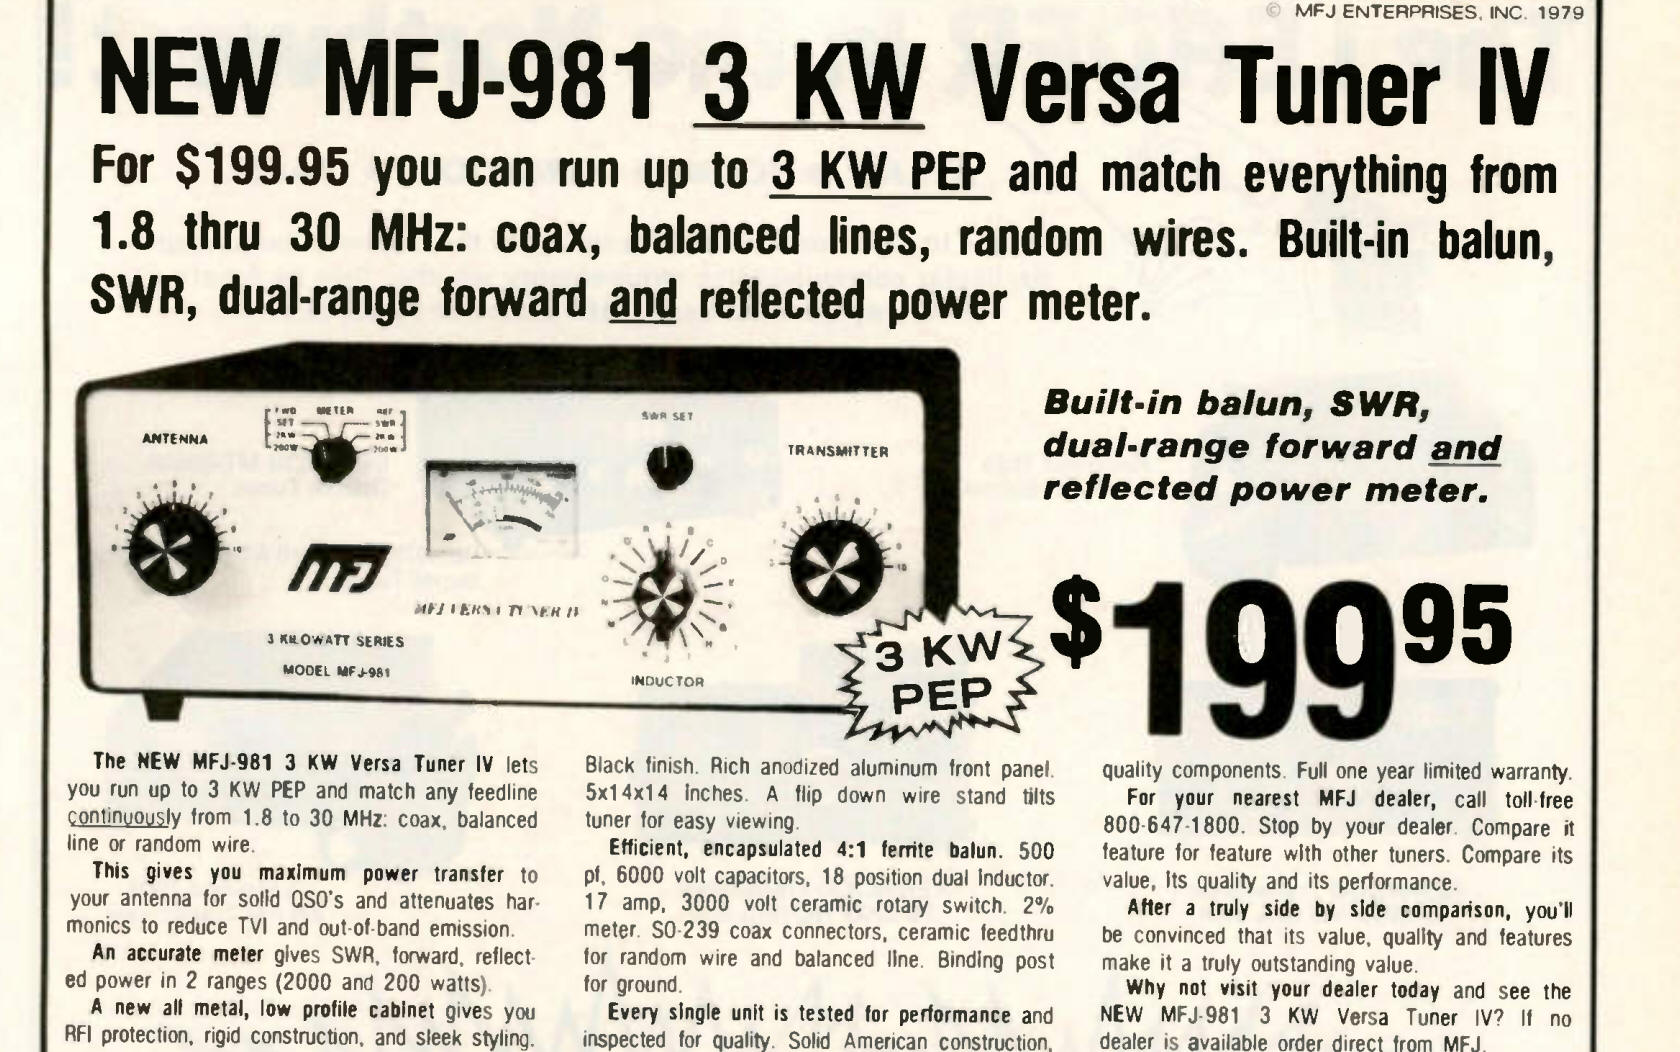 © MFJ ENTERPRISES, INC. 1979
NEW MFJ-981 3 KW Versa Tuner IV
For $199.95 you can run up to 3 KW PEP and match everything from
1.8 thru 30 MHz: coax, balanced lines, random wires. Built-in balun,
SWR, dual-range forward and reflected power meter.
FWD METER REF
SET SWR
2KW 2KW
200W 200W
ANTENNA
SWR SET
TRANSMITTER
MFJ
MFJ VERSA TUNER IV
3 KILOWATT SERIES
MODEL MFJ-981
INDUCTOR
3 KW
PEP
Built-in balun, SWR,
dual-range forward and
reflected power meter.
$199 95
The NEW MFJ-981 3 KW Versa Tuner IV lets
you run up to 3 KW PEP and match any feedline
continuously from 1.8 to 30 MHz: coax, balanced
line or random wire.
This gives you maximum power transfer to
your antenna for solid QSO's and attenuates har-
monics to reduce TVI and out-of-band emission.
An accurate meter gives SWR, forward, reflect-
ed power in 2 ranges (2000 and 200 watts).
A new all metal, low profile cabinet gives you
RFI protection, rigid construction, and sleek styling.
Black finish. Rich anodized aluminum front panel.
5x14x14 inches. A flip down wire stand tilts
tuner for easy viewing.
Efficient, encapsulated 4:1 ferrite balun. 500
pf, 6000 volt capacitors, 18 position dual inductor.
17 amp, 3000 volt ceramic rotary switch. 2%
meter. SO-239 coax connectors, ceramic feedthru
for random wire and balanced line. Binding post
for ground.
Every single unit is tested for performance and
inspected for quality. Solid American construction,
quality components. Full one year limited warranty.
For your nearest MFJ dealer, call toll-free
800-647-1800. Stop by your dealer. Compare it
feature for feature with other tuners. Compare its
value, its quality and its performance.
After a truly side by side comparison, you'll
be convinced that its value, quality and features
make it a truly outstanding value.
Why not visit your dealer today and see the
NEW MFJ-981 3 KW Versa Tuner IV? If no
dealer is available order direct from MFJ.